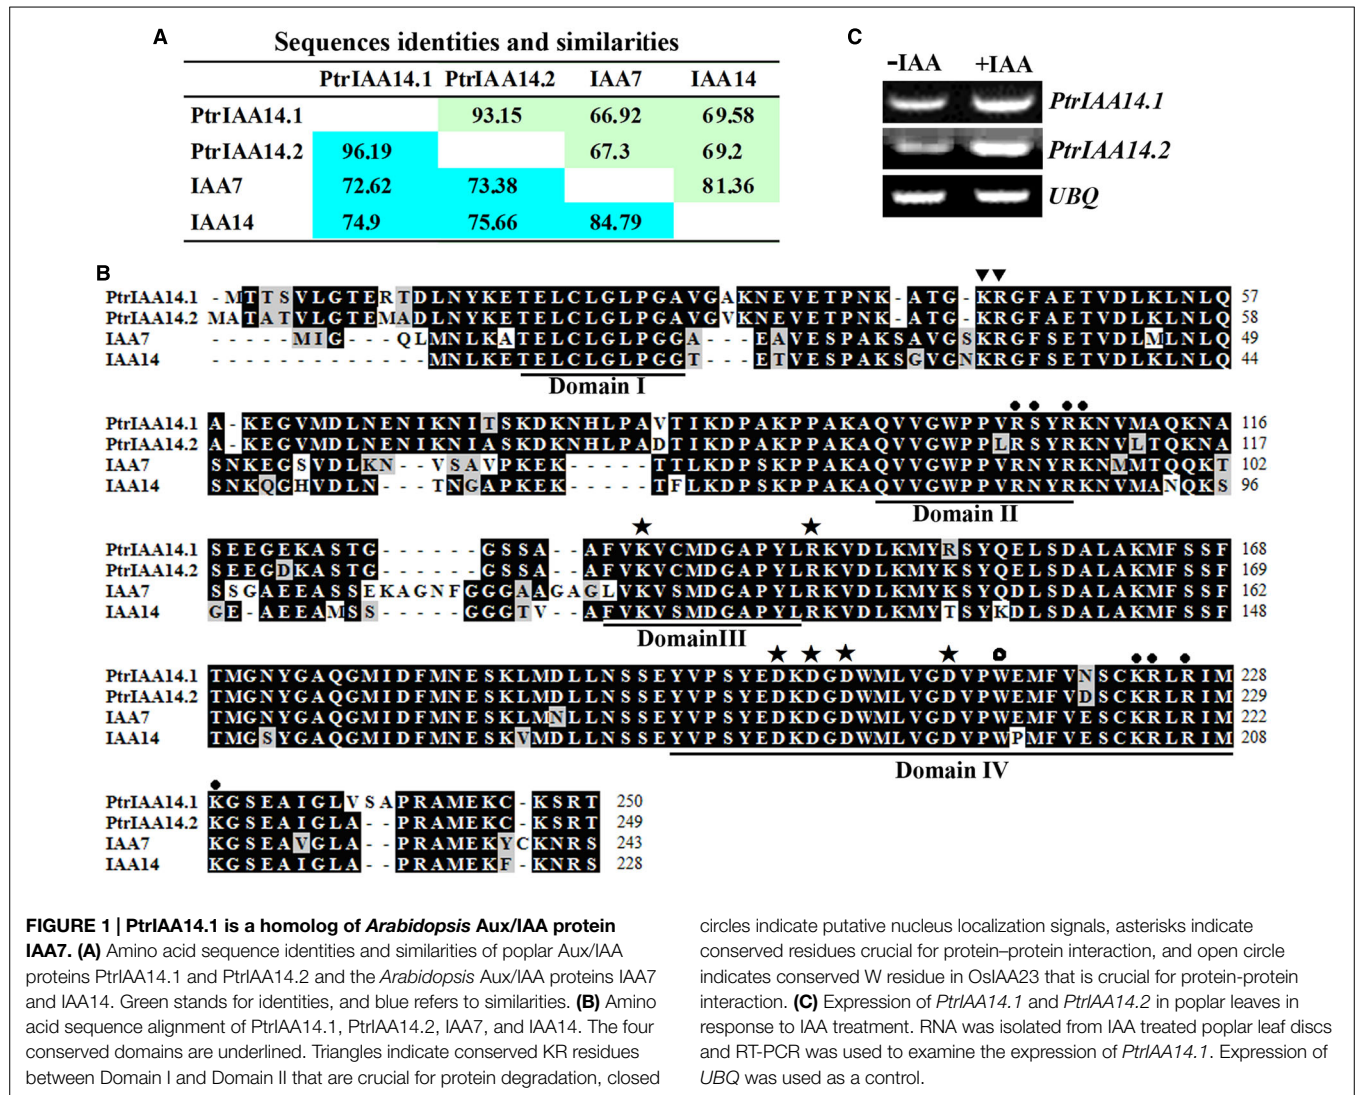 A
Sequences identities and similarities
PtrIAA14.1 PtrIAA14.2 IAA7 IAA14
PtrIAA14.1 93.15 66.92 69.58
PtrIAA14.2 96.19 67.3 69.2
IAA7 72.62 73.38 81.36
IAA14 74.9 75.66 84.79
C
-IAA +IAA
PtrIAA14.1
PtrIAA14.2
UBQ
B
PtrIAA14.1 -MTTSVLGTERTDLNYKETELCLGLPGAVGAKNEVETPNK-ATG-KRGFAETVDLKLNLQ 57
PtrIAA14.2 MATATVLGTEMADLNYKETELCLGLPGAVGVKNEVETPNK-ATG-KRGFAETVDLKLNLQ 58
IAA7 -----MIG---QLMNLKATELCLGLPGGA---EAVESPAKSAVGSKRGFSETVDLMLNLQ 49
IAA14 -------------MNLKETELCLGLPGGT---ETVESPAKSGVGNKRGFSETVDLKLNLQ 44
Domain I
PtrIAA14.1 A-KEGVMDLNENIKNITSKDKNHLPAVTIKDPAKPPAKAQVVGWPPVRSYRKNVMAQKNA 116
PtrIAA14.2 A-KEGVMDLNENIKNIASKDKNHLPADTIKDPAKPPAKAQVVGWPPLRSYRKNVLTQKNA 117
IAA7 SNKEGSVDLKN--VSAVPKEK-----TTLKDPSKPPAKAQVVGWPPVRNYRKNMMTQQKT 102
IAA14 SNKQGHVDLN---TNGAPKEK-----TFLKDPSKPPAKAQVVGWPPVRNYRKNVMANQKS 96
Domain II
PtrIAA14.1 SEEGEKASTG------GSSA--AFVKVCMDGAPYLRKVDLKMYRSYQELSDALAKMFSSF 168
PtrIAA14.2 SEEGDKASTG------GSSA--AFVKVCMDGAPYLRKVDLKMYKSYQELSDALAKMFSSF 169
IAA7 SSGAEEASSEKAGNFGGGAAGAGLVKVSMDGAPYLRKVDLKMYKSYQDLSDALAKMFSSF 162
IAA14 GE-AEEAMSS------GGGTV--AFVKVSMDGAPYLRKVDLKMYTSYKDLSDALAKMFSSF 148
DomainIII
PtrIAA14.1 TMGNYGAQGMIDFMNESKLMDLLNSSEYVPSYEDKDGDWMLVGDVPWEMFVNSCKRLRIM 228
PtrIAA14.2 TMGNYGAQGMIDFMNESKLMDLLNSSEYVPSYEDKDGDWMLVGDVPWEMFVDSCKRLRIM 229
IAA7 TMGNYGAQGMIDFMNESKLMNLLNSSEYVPSYEDKDGDWMLVGDVPWEMFVESCKRLRIM 222
IAA14 TMGSYGAQGMIDFMNESKVMDLLNSSEYVPSYEDKDGDWMLVGDVPWPMFVESCKRLRIM 208
Domain IV
PtrIAA14.1 KGSEAIGLVSAPRAMEKC-KSRT 250
PtrIAA14.2 KGSEAIGLA--PRAMEKC-KSRT 249
IAA7 KGSEAVGLA--PRAMEKYCKNRS 243
IAA14 KGSEAIGLA--PRAMEKF-KNRS 228
FIGURE 1 | PtrIAA14.1 is a homolog of Arabidopsis Aux/IAA protein
IAA7. (A) Amino acid sequence identities and similarities of poplar Aux/IAA
proteins PtrIAA14.1 and PtrIAA14.2 and the Arabidopsis Aux/IAA proteins IAA7
and IAA14. Green stands for identities, and blue refers to similarities. (B) Amino
acid sequence alignment of PtrIAA14.1, PtrIAA14.2, IAA7, and IAA14. The four
conserved domains are underlined. Triangles indicate conserved KR residues
between Domain I and Domain II that are crucial for protein degradation, closed
circles indicate putative nucleus localization signals, asterisks indicate
conserved residues crucial for protein–protein interaction, and open circle
indicates conserved W residue in OsIAA23 that is crucial for protein-protein
interaction. (C) Expression of PtrIAA14.1 and PtrIAA14.2 in poplar leaves in
response to IAA treatment. RNA was isolated from IAA treated poplar leaf discs
and RT-PCR was used to examine the expression of PtrIAA14.1. Expression of
UBQ was used as a control.